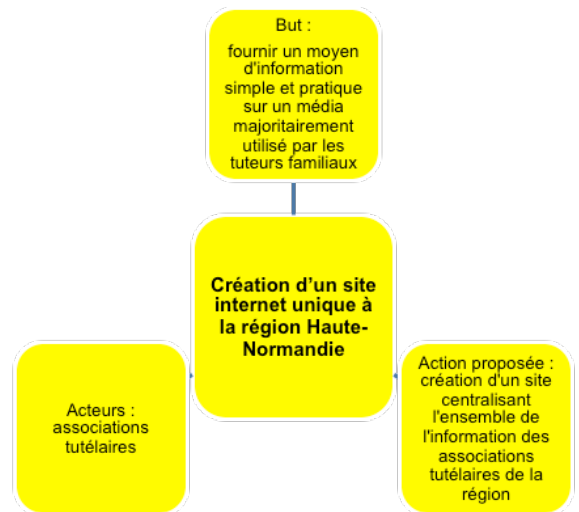 But :
fournir un moyen
d'information
simple et pratique
sur un média
majoritairement
utilisé par les
tuteurs familiaux
Création d'un site
internet unique à
la région Haute-
Normandie
Acteurs :
associations
tutélaires
Action proposée :
création d'un site
centralisant
l'ensemble de
l'information des
associations
tutélaires de la
région